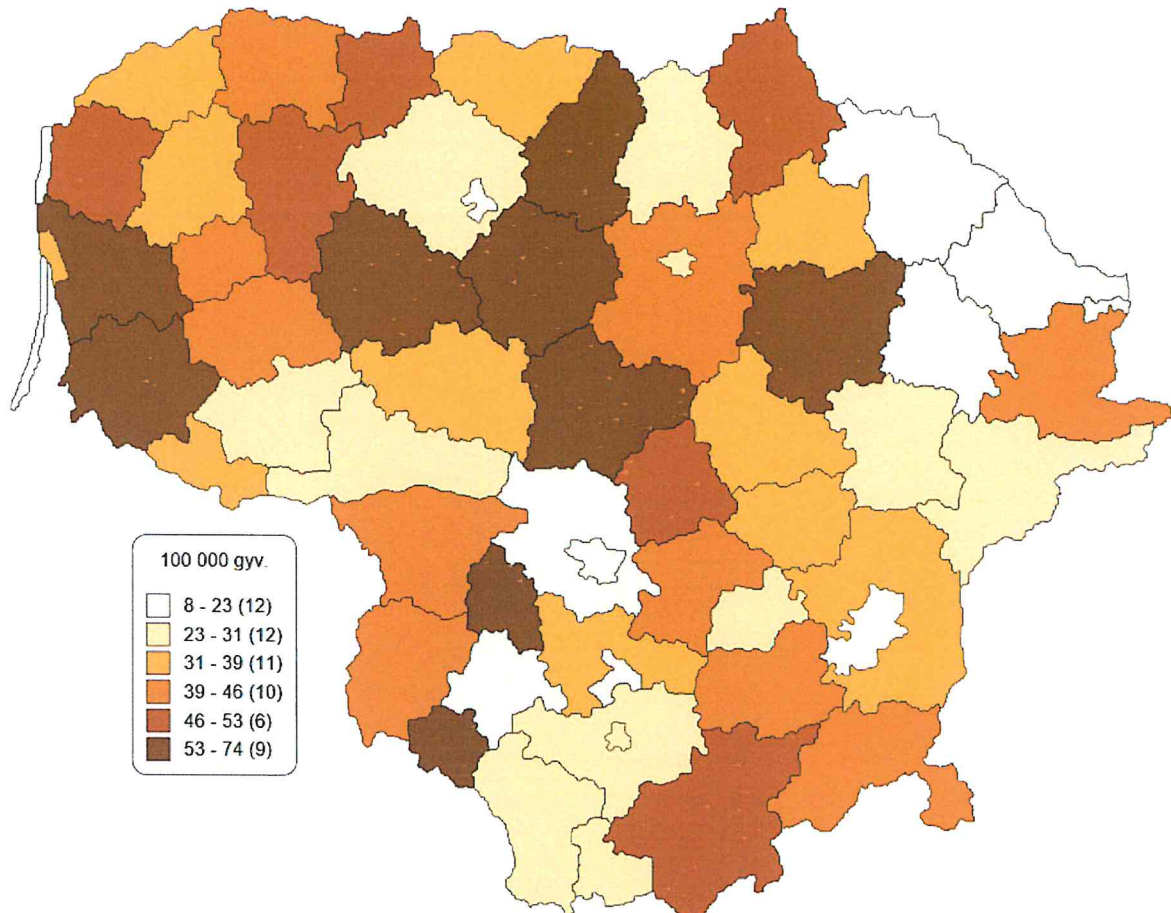 100 000 gyv.
8 - 23 (12)
23 - 31 (12)
31 - 39 (11)
39 - 46 (10)
46 - 53 (6)
53 - 74 (9)